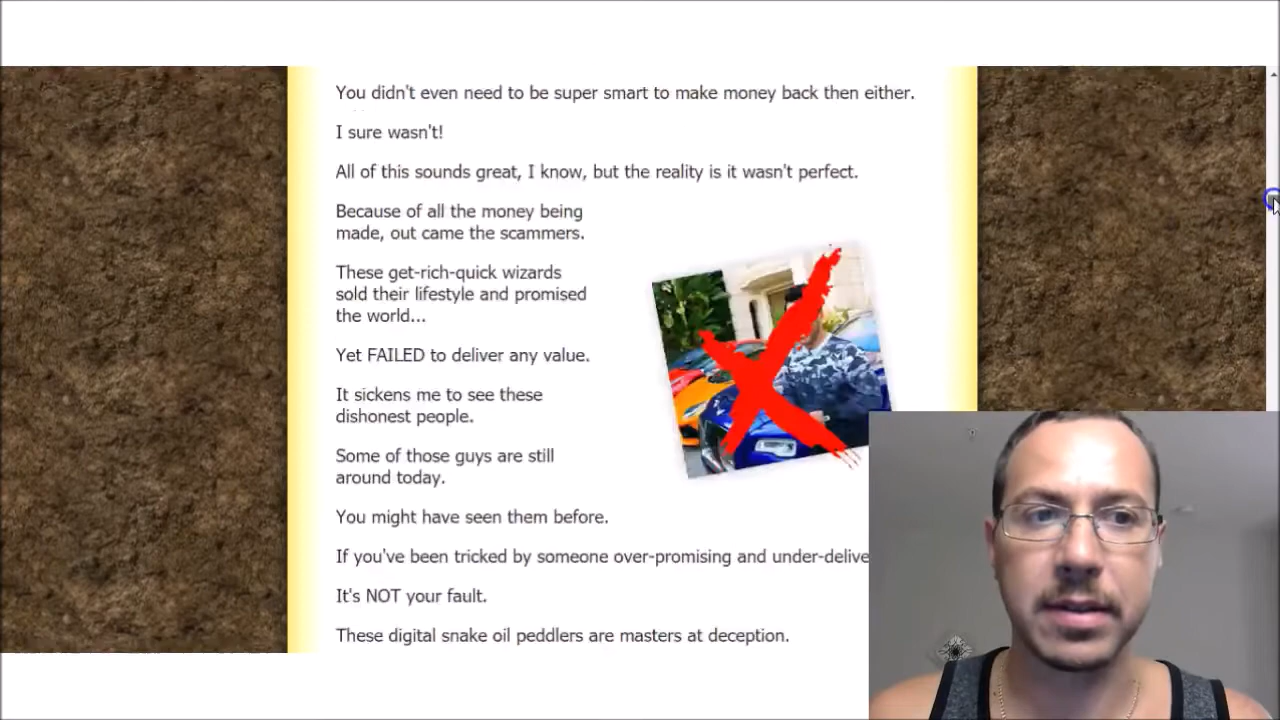 You didn't even need to be super smart to make money back then either.
I sure wasn't!
All of this sounds great, I know, but the reality is it wasn't perfect.
Because of all the money being
made, out came the scammers.
These get-rich-quick wizards
sold their lifestyle and promised
the world...
Yet FAILED to deliver any value.
It sickens me to see these
dishonest people.
Some of those guys are still
around today.
You might have seen them before.
If you've been tricked by someone over-promising and under-delive
It's NOT your fault.
These digital snake oil peddlers are masters at deception.